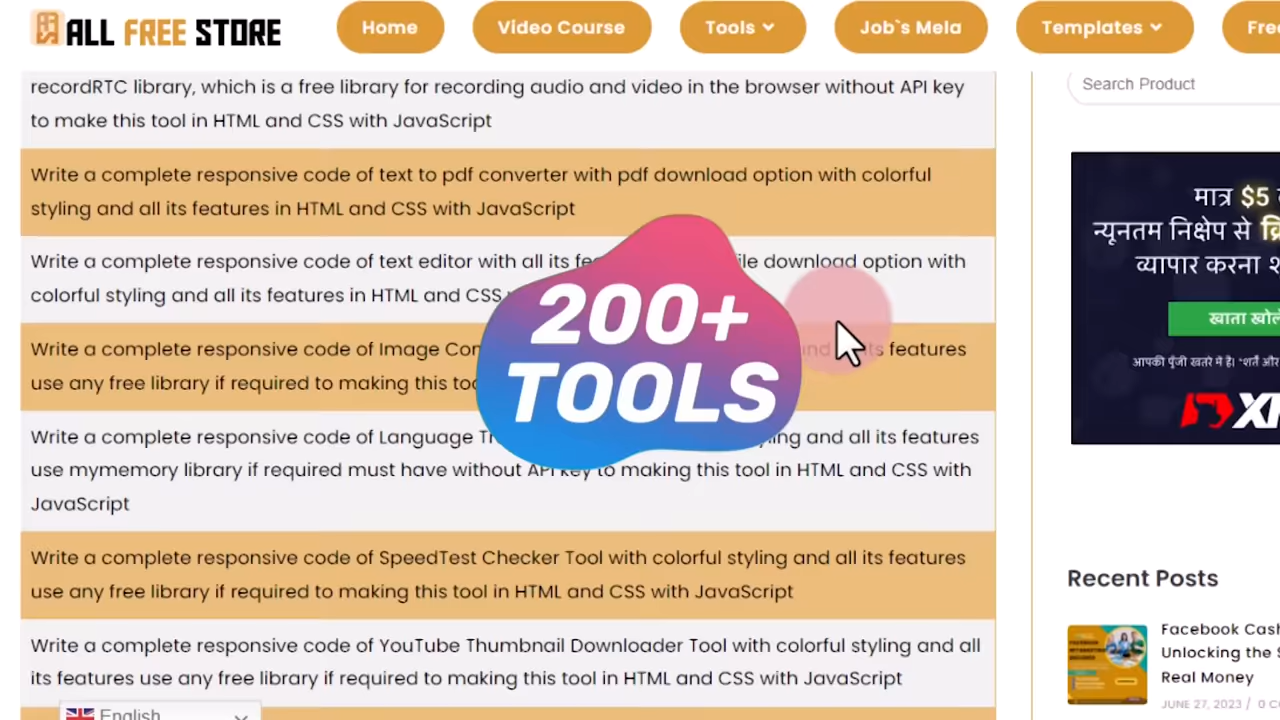 ALL FREE STORE
Home
Video Course
Tools
Job`s Mela
Templates
recordRTC library, which is a free library for recording audio and video in the browser without API key
to make this tool in HTML and CSS with JavaScript
Write a complete responsive code of text to pdf converter with pdf download option with colorful
styling and all its features in HTML and CSS with JavaScript
Write a complete responsive code of text editor with all its download option with
colorful styling and all its features in HTML and CSS
Write a complete responsive code of Image features
use any free library if required to making this
Write a complete responsive code of Language and all its features
use mymemory library if required must have without API key to making this tool in HTML and CSS with
JavaScript
Write a complete responsive code of SpeedTest Checker Tool with colorful styling and all its features
use any free library if required to making this tool in HTML and CSS with JavaScript
Write a complete responsive code of YouTube Thumbnail Downloader Tool with colorful styling and all
its features use any free library if required to making this tool in HTML and CSS with JavaScript
English
200+
TOOLS
Search Product
मात्र $5
न्यूनतम निक्षेप से
व्यापार करना
खाता
आपकी पूंजी खतरे में है। *शर्तें
Recent Posts
Facebook
Unlocking the
Real Money
JUNE 27, 2023 / 0